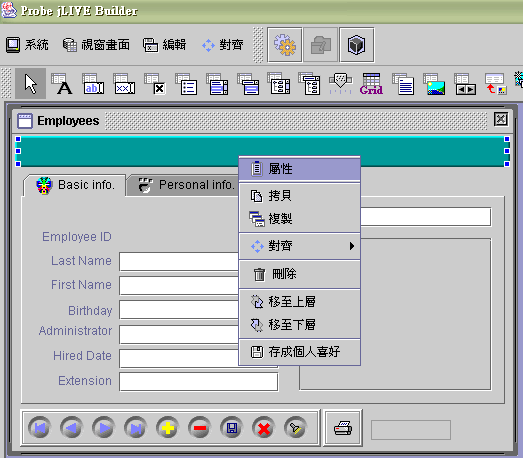 Probe jLIVE Builder
系統 視窗畫面 編輯 對齊
A ab xx Grid
Employees
Basic info. Personal info.
屬性
拷貝
複製
對齊
刪除
移至上層
移至下層
存成個人喜好
Employee ID
Last Name
First Name
Birthday
Administrator
Hired Date
Extension